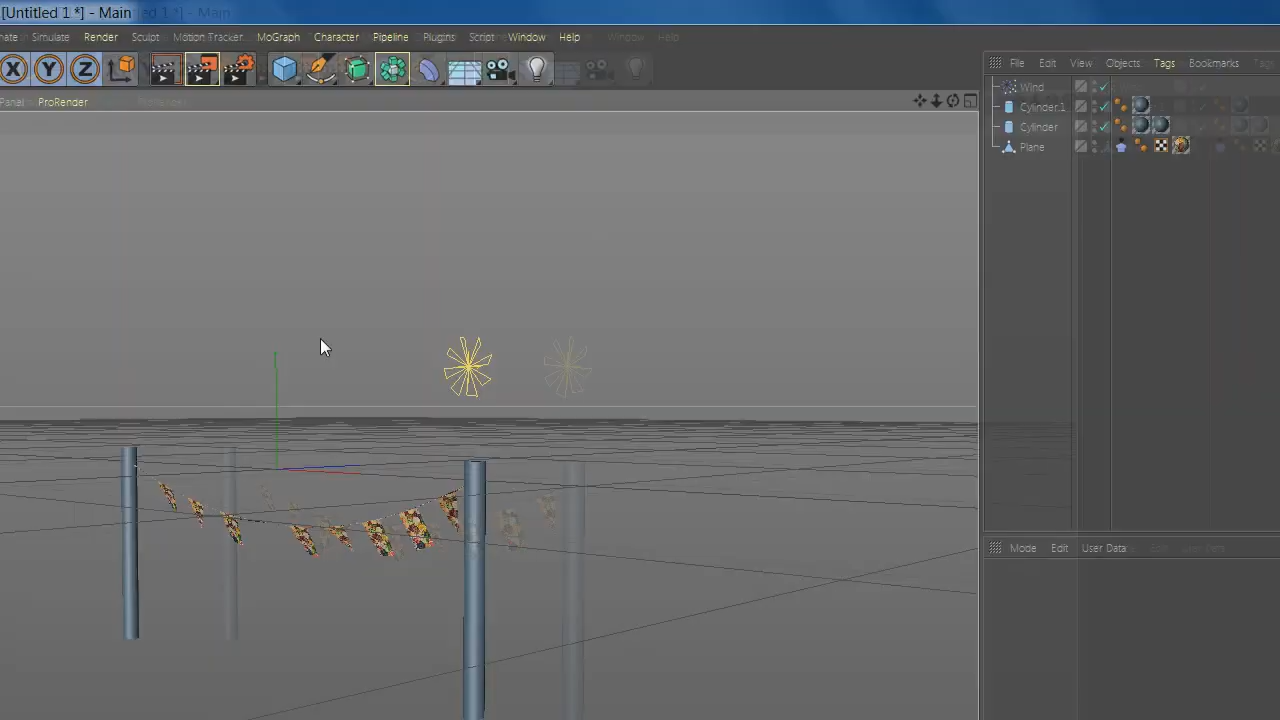 [Untitled 1 *] - Main
nate Simulate Render Sculpt Motion Tracker MoGraph Character Pipeline Plugins Script Window Help
X Y Z
Panel ProRender
File Edit View Objects Tags Bookmarks
Wind
Cylinder.1
Cylinder
Plane
Mode Edit User Data